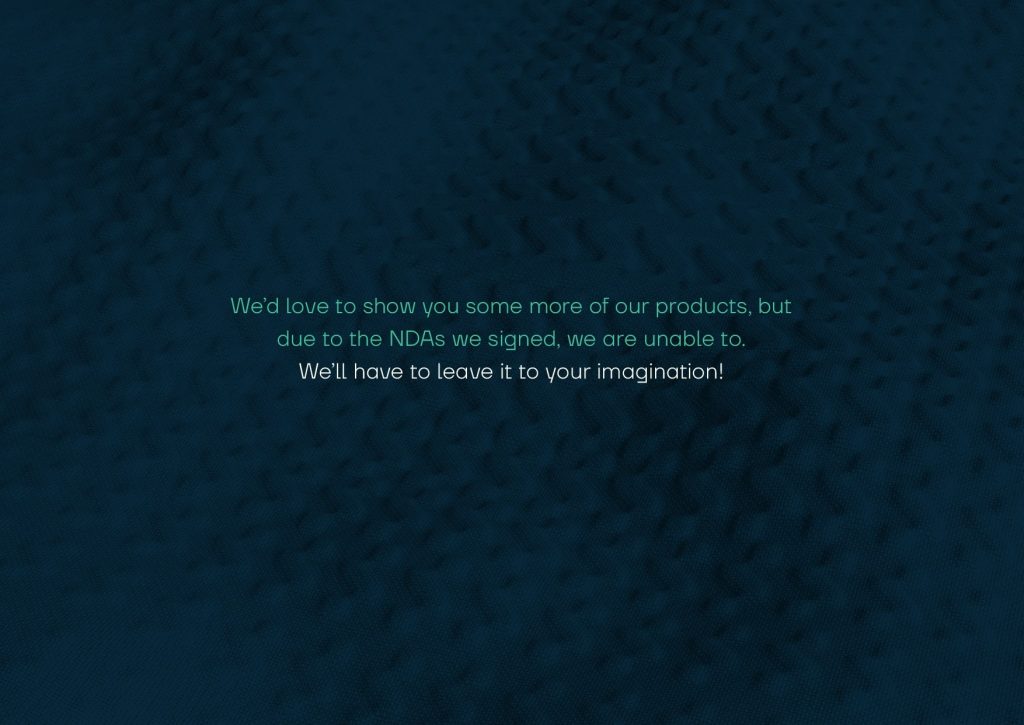 We’d love to show you some more of our products, but
due to the NDAs we signed, we are unable to.
We’ll have to leave it to your imagination!